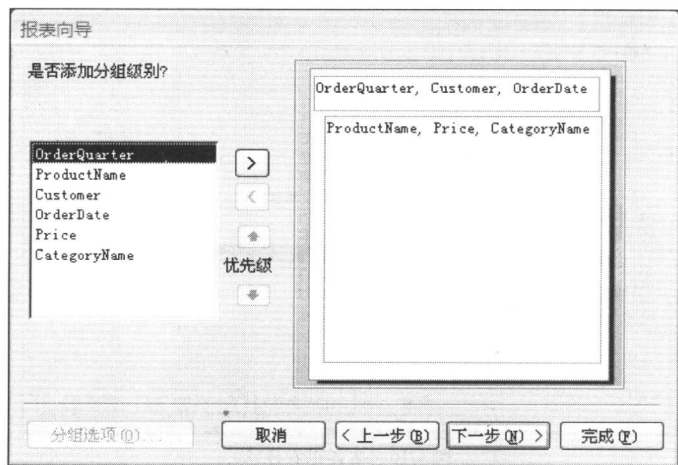 报表向导
是否添加分组级别?
OrderQuarter
ProductName
Customer
OrderDate
Price
CategoryName
>
<
优先级
OrderQuarter, Customer, OrderDate
ProductName, Price, CategoryName
分组选项(O)...
取消
< 上一步(B)
下一步(N) >
完成(F)